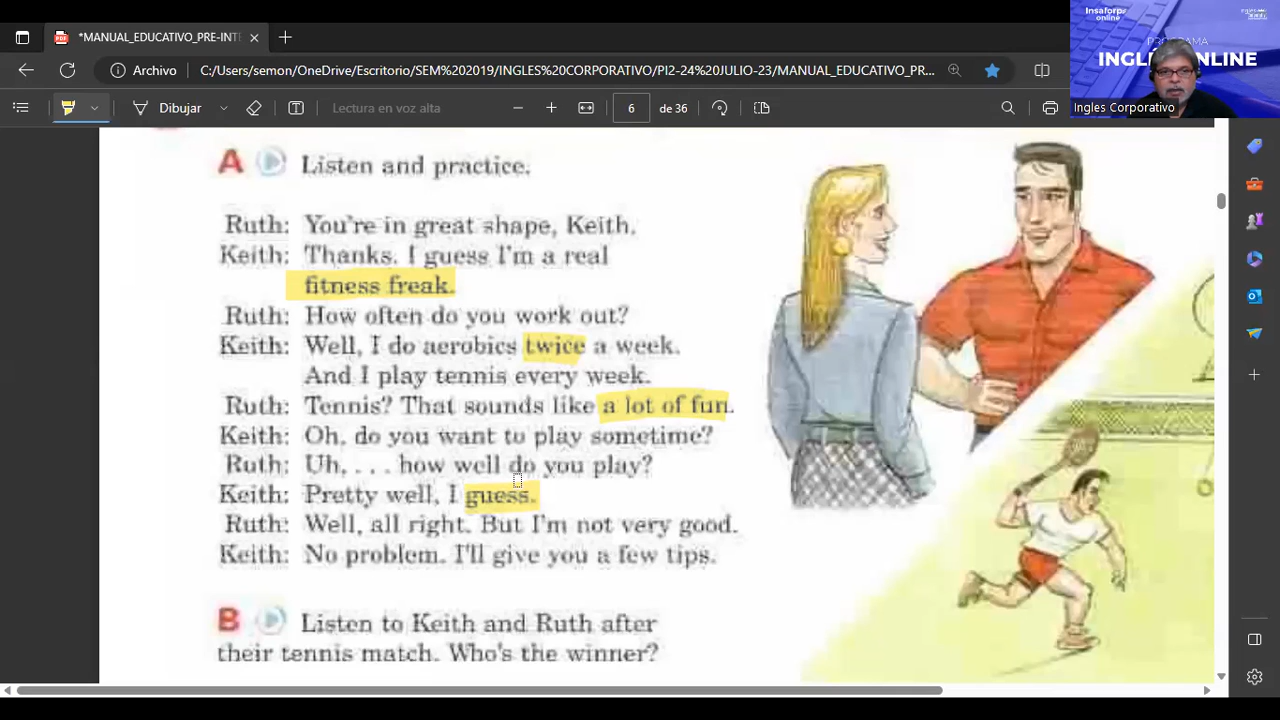 *MANUAL_EDUCATIVO_PRE-INTE
Archivo
C:/Users/semon/OneDrive/Escritorio/SEM%2019/INGLES%20CORPORATIVO/PI2-24%20JULIO-23/MANUAL_EDUCATIVO_PR...
Dibujar
Lectura en voz alta
6
de 36
Insaforp
online
PROGRAMA
INGLÉS ONLINE
Ingles Corporativo
A Listen and practice.
Ruth: You're in great shape, Keith.
Keith: Thanks. I guess I'm a real
fitness freak.
Ruth: How often do you work out?
Keith: Well, I do aerobics twice a week.
And I play tennis every week.
Ruth: Tennis? That sounds like a lot of fun.
Keith: Oh, do you want to play sometime?
Ruth: Uh, . . . how well do you play?
Keith: Pretty well, I guess.
Ruth: Well, all right. But I'm not very good.
Keith: No problem. I'll give you a few tips.
B Listen to Keith and Ruth after
their tennis match. Who's the winner?